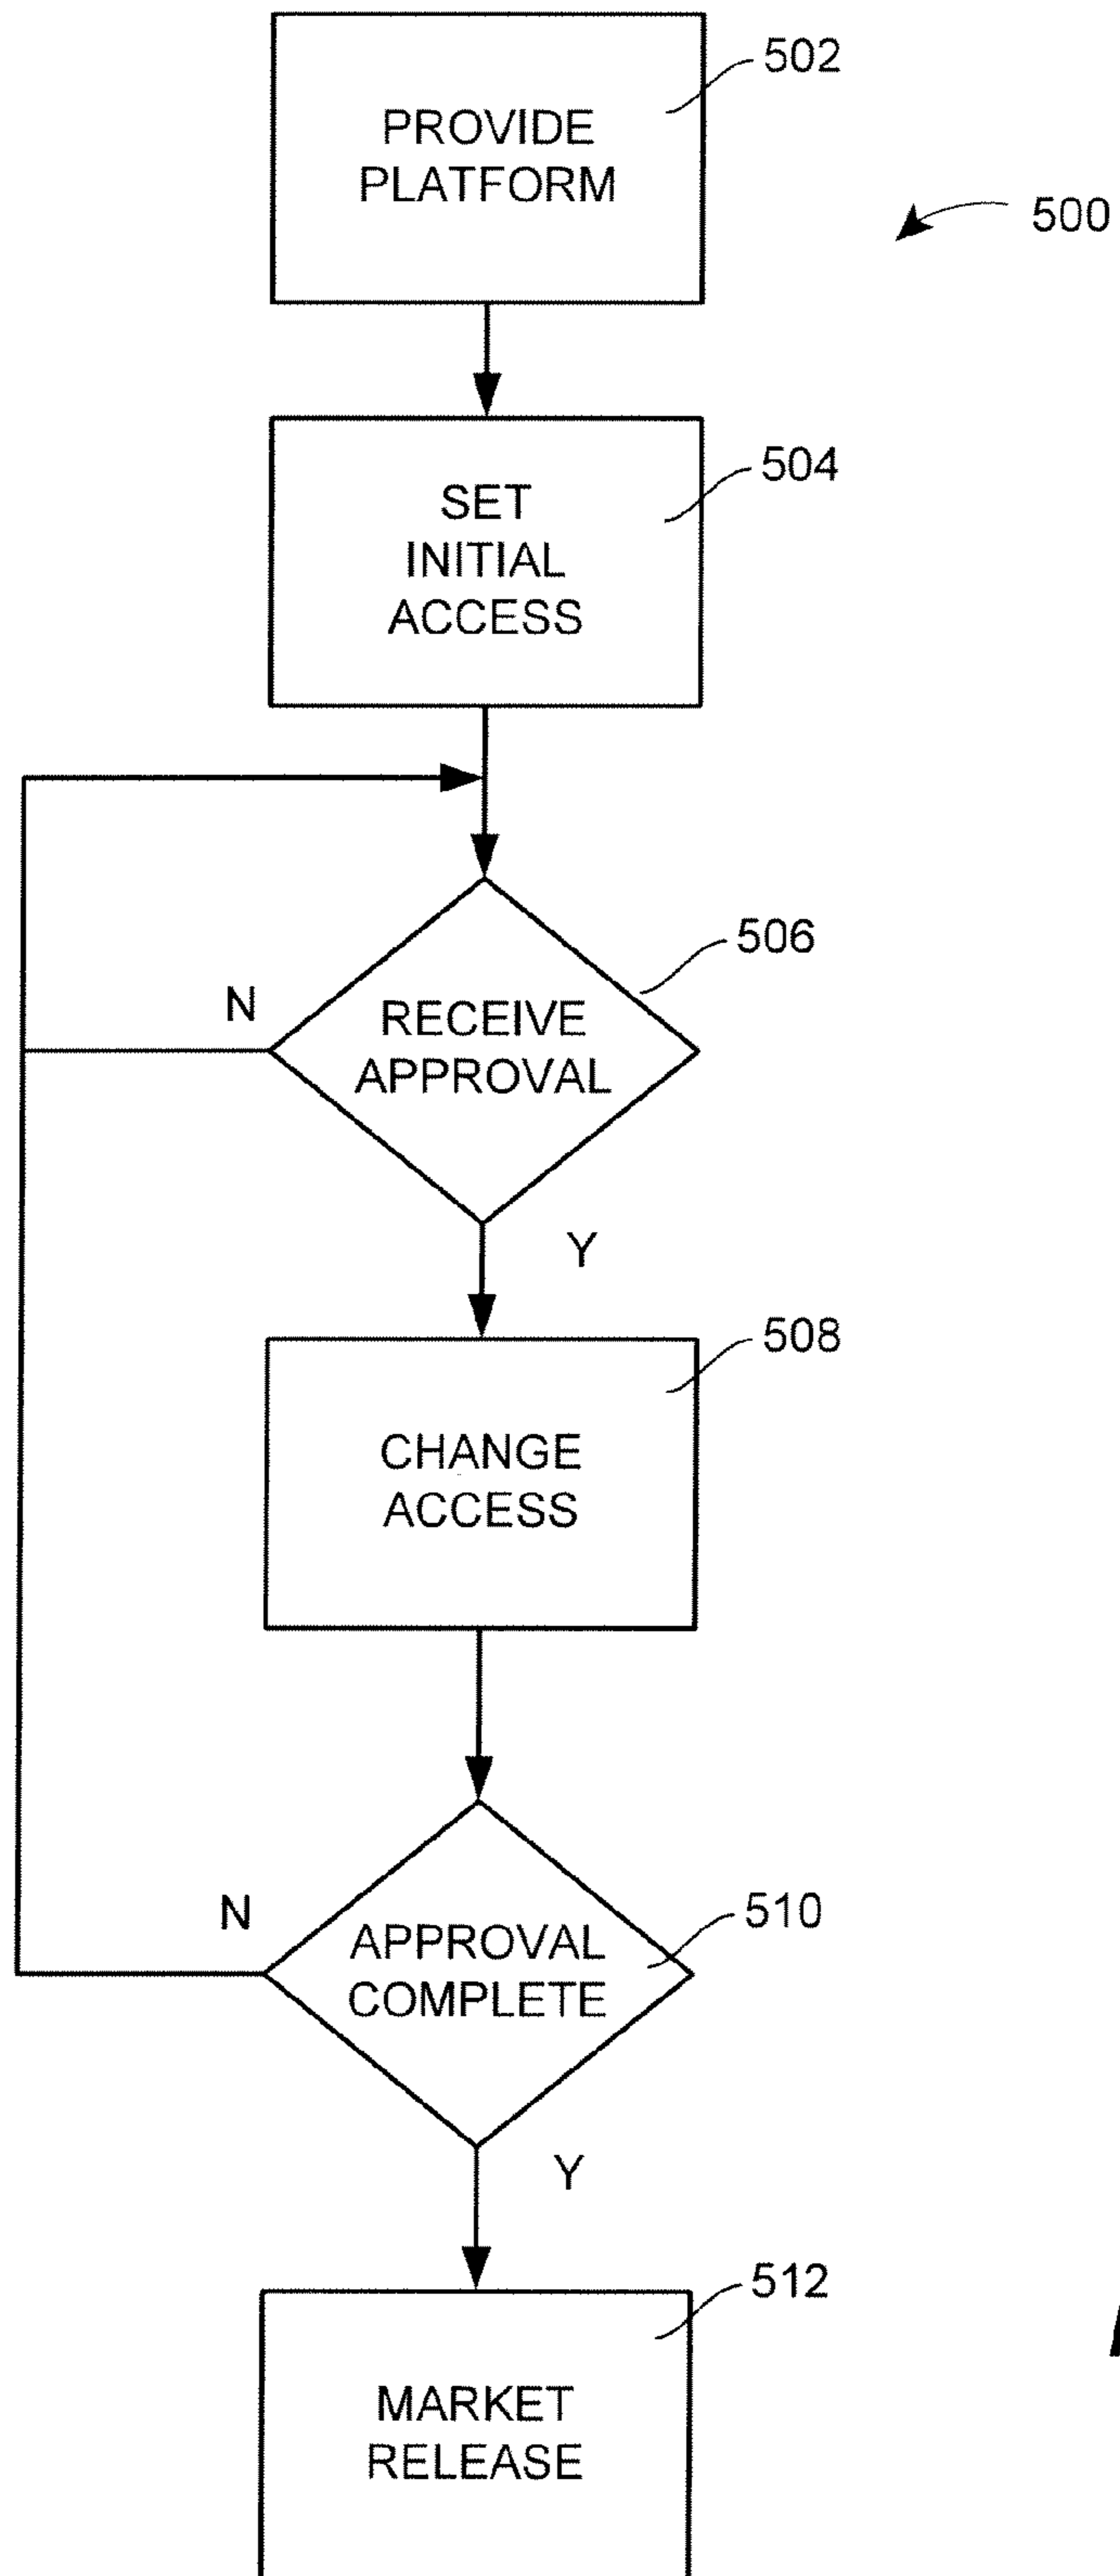 502
PROVIDE
PLATFORM
500
504
SET
INITIAL
ACCESS
506
N
RECEIVE
APPROVAL
Y
508
CHANGE
ACCESS
N
510
APPROVAL
COMPLETE
Y
512
MARKET
RELEASE